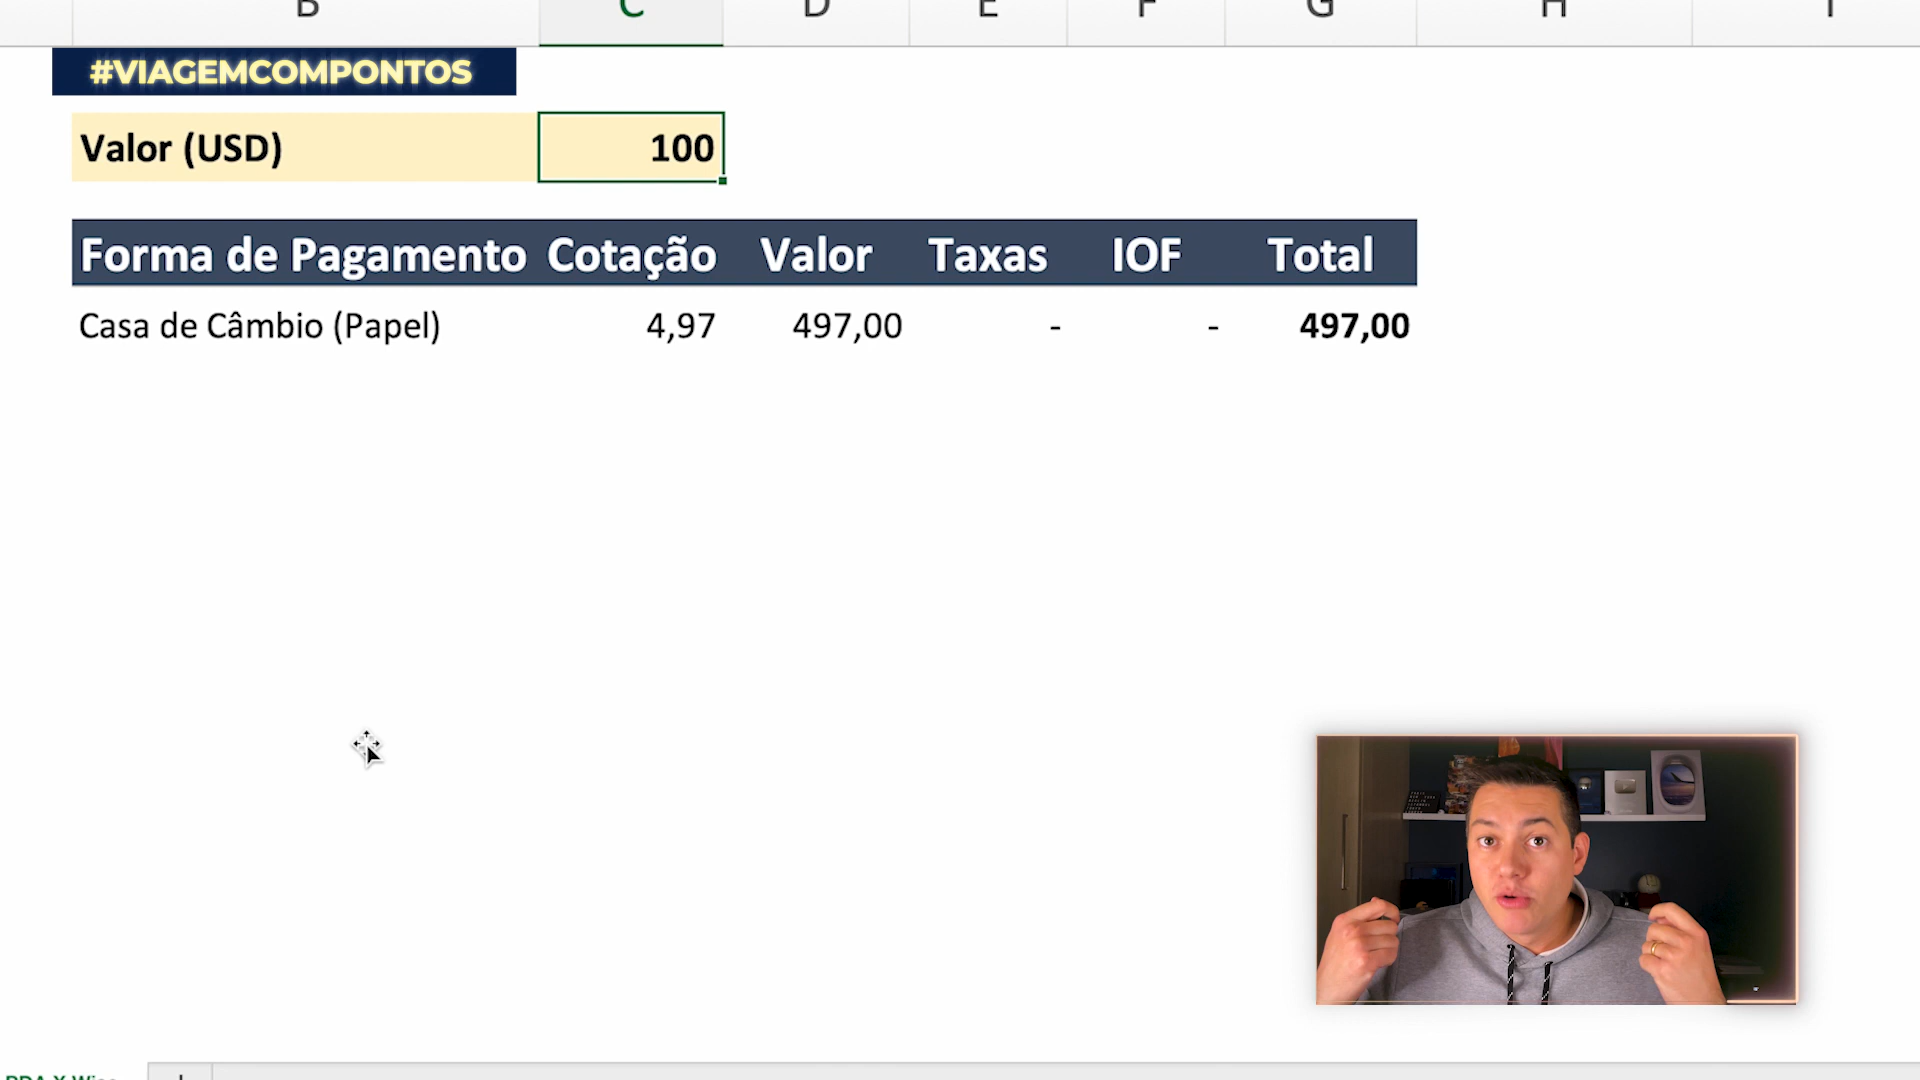 B C D E F G H I
#VIAGEMCOMPONTOS
Valor (USD) 100
Forma de Pagamento Cotação Valor Taxas IOF Total
Casa de Câmbio (Papel) 4,97 497,00 - - 497,00